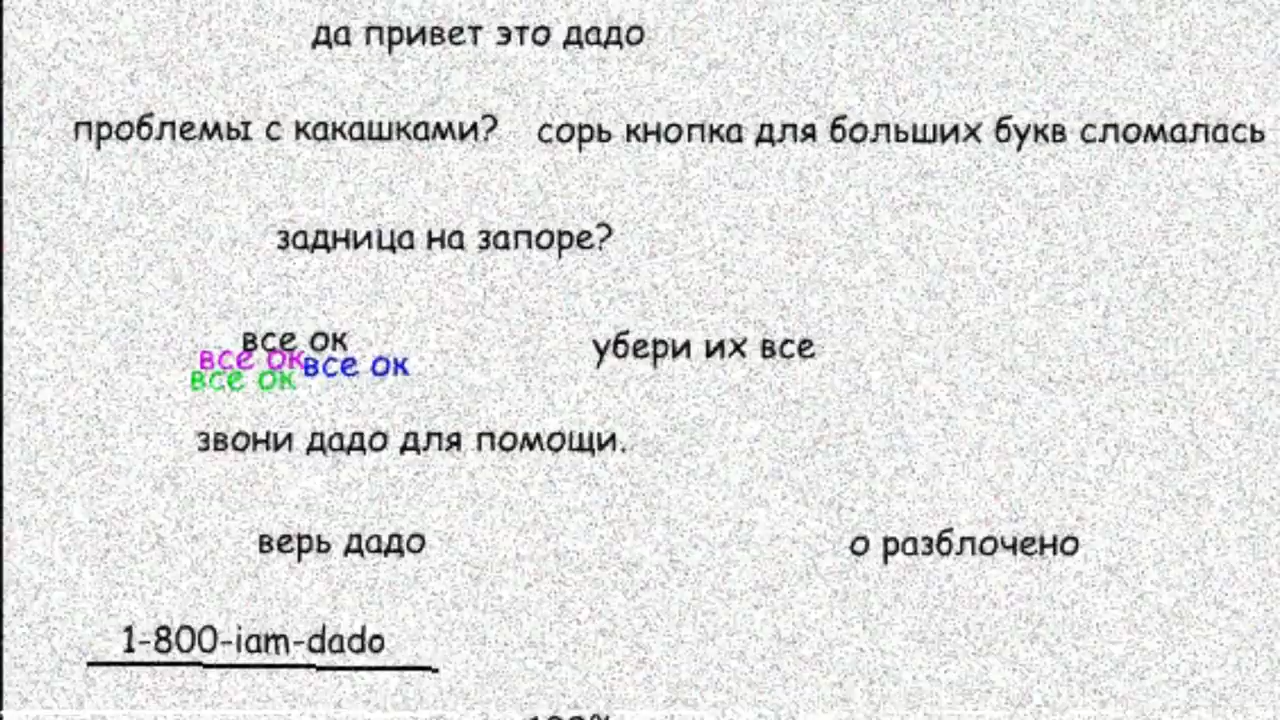 да привет это дадо
проблемы с какашками? сорь кнопка для больших букв сломалась
задница на запоре?
все ок
все ок
все ок
все ок
убери их все
звони дадо для помощи.
верь дадо
о разблочено
1-800-iam-dado